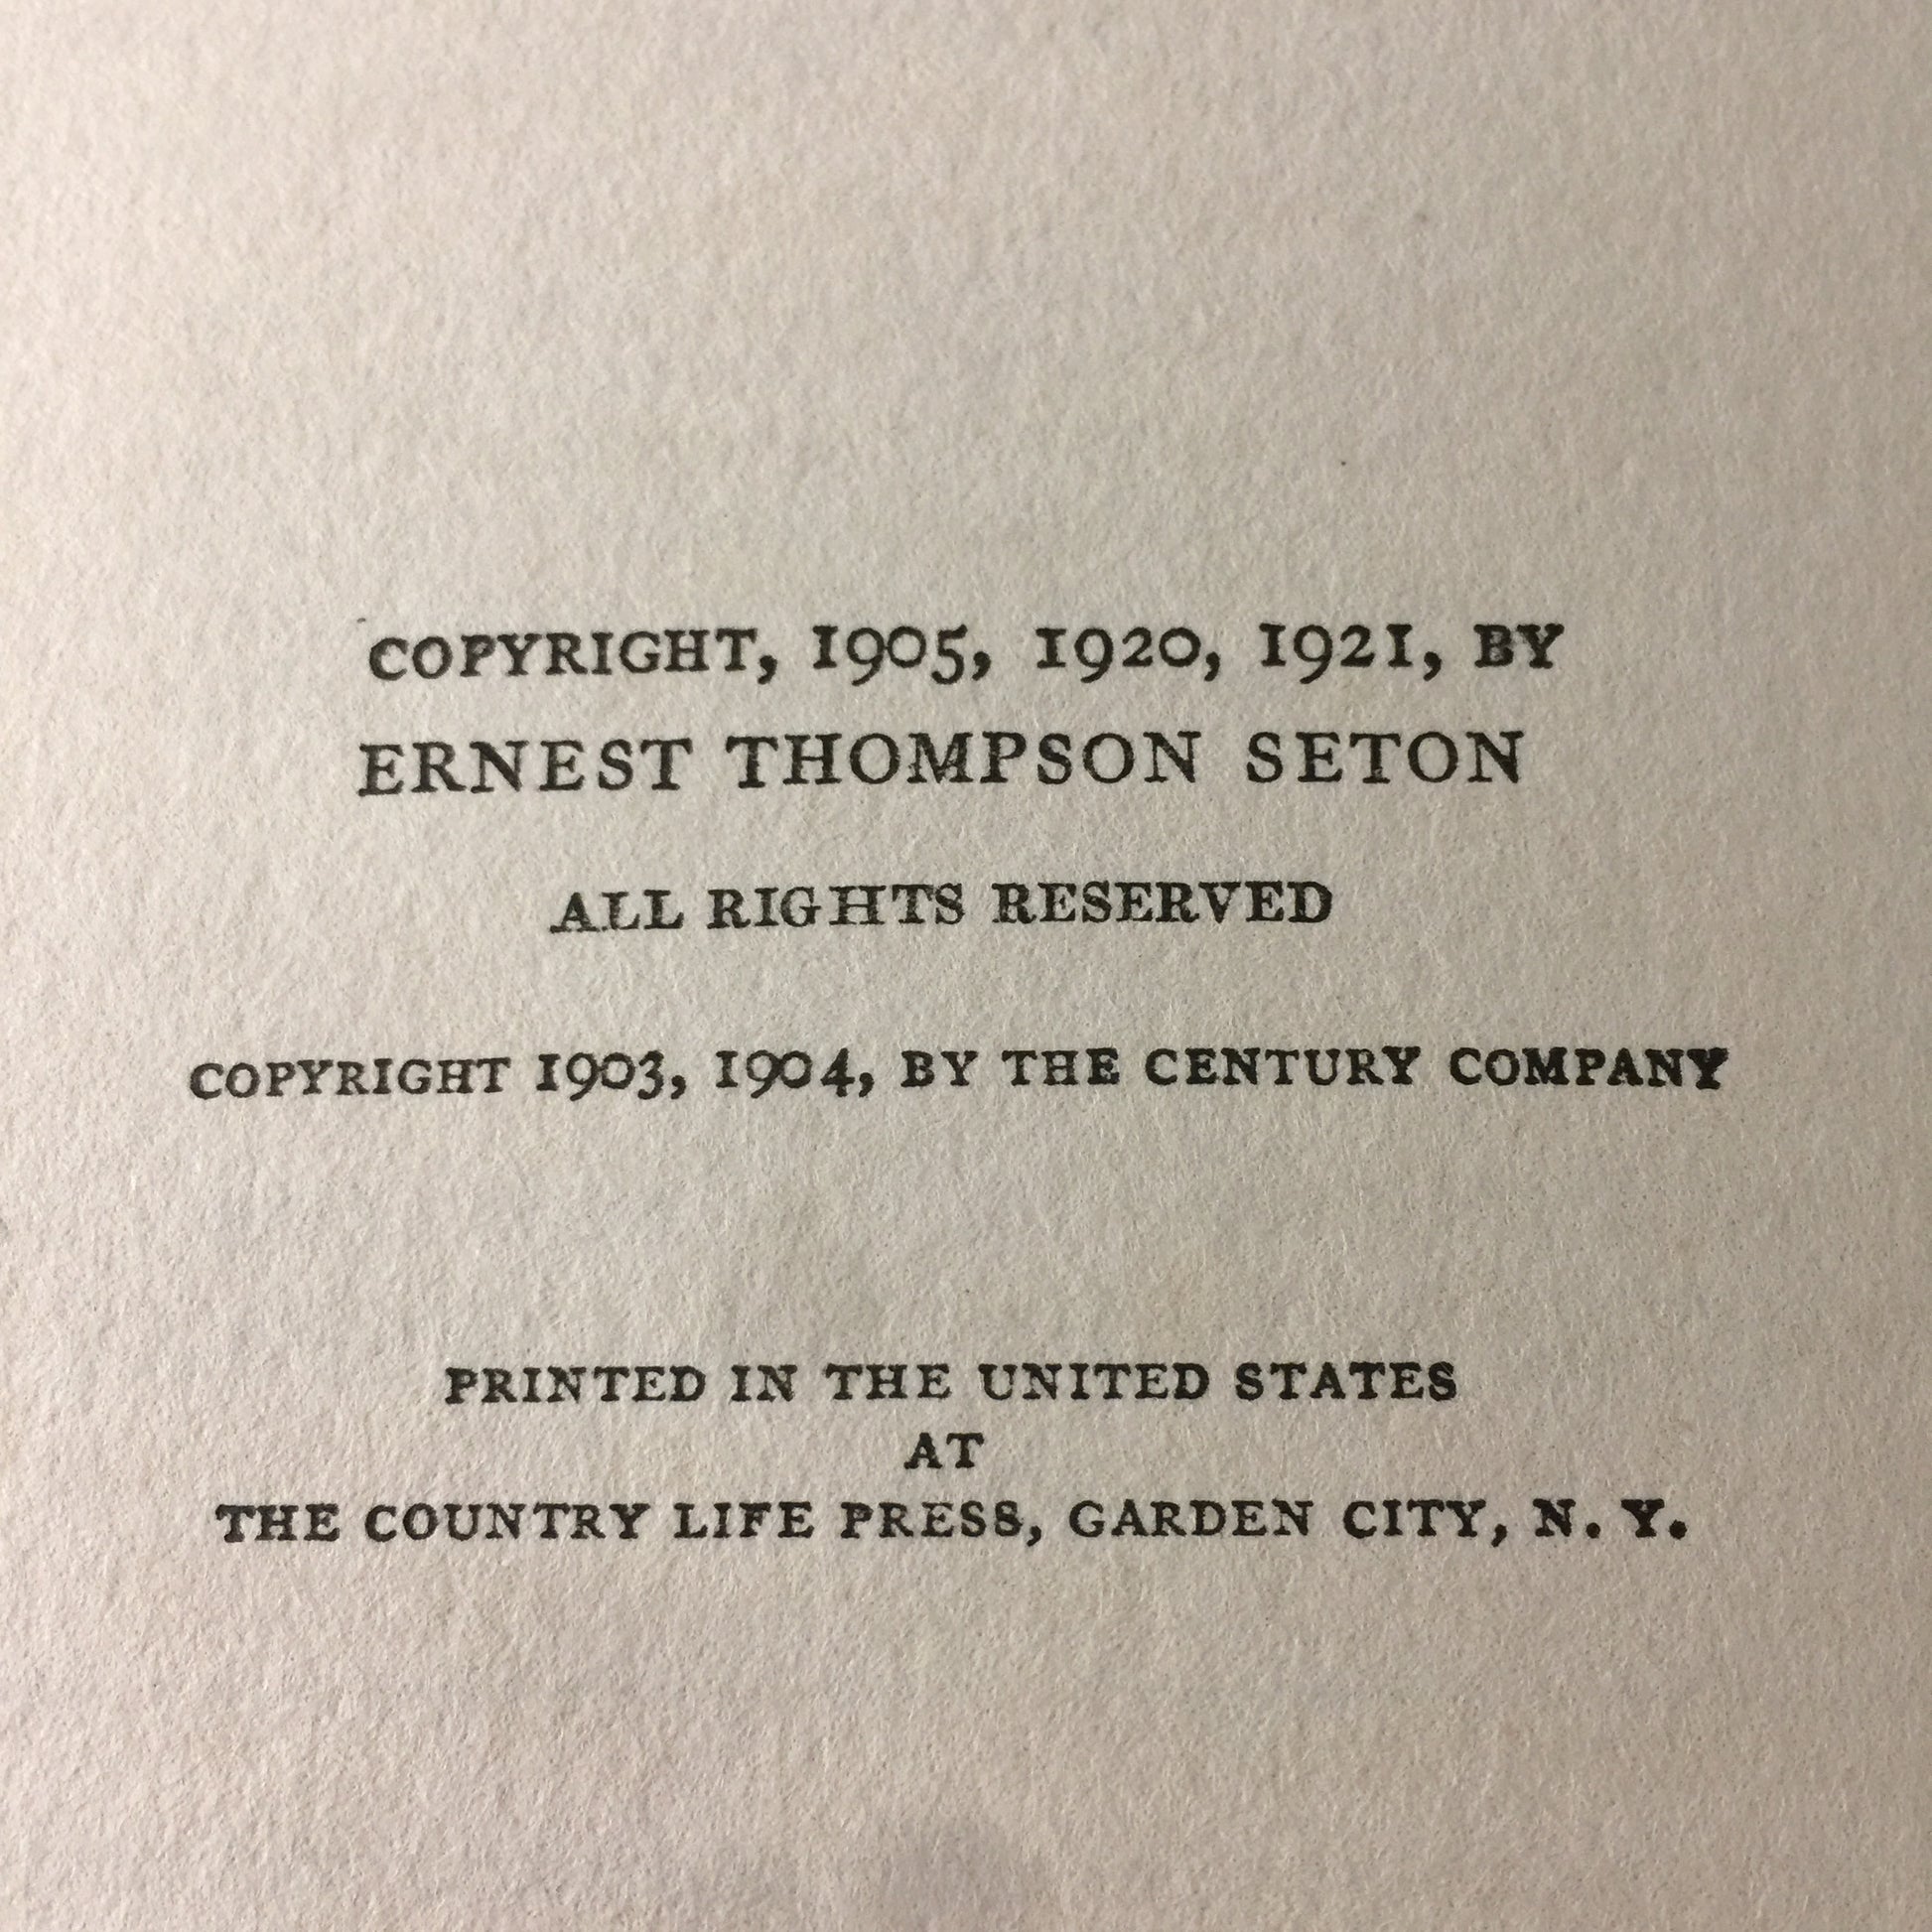 COPYRIGHT, 1905, 1920, 1921, BY
ERNEST THOMPSON SETON
ALL RIGHTS RESERVED
COPYRIGHT 1903, 1904, BY THE CENTURY COMPANY
PRINTED IN THE UNITED STATES
AT
THE COUNTRY LIFE PRESS, GARDEN CITY, N. Y.